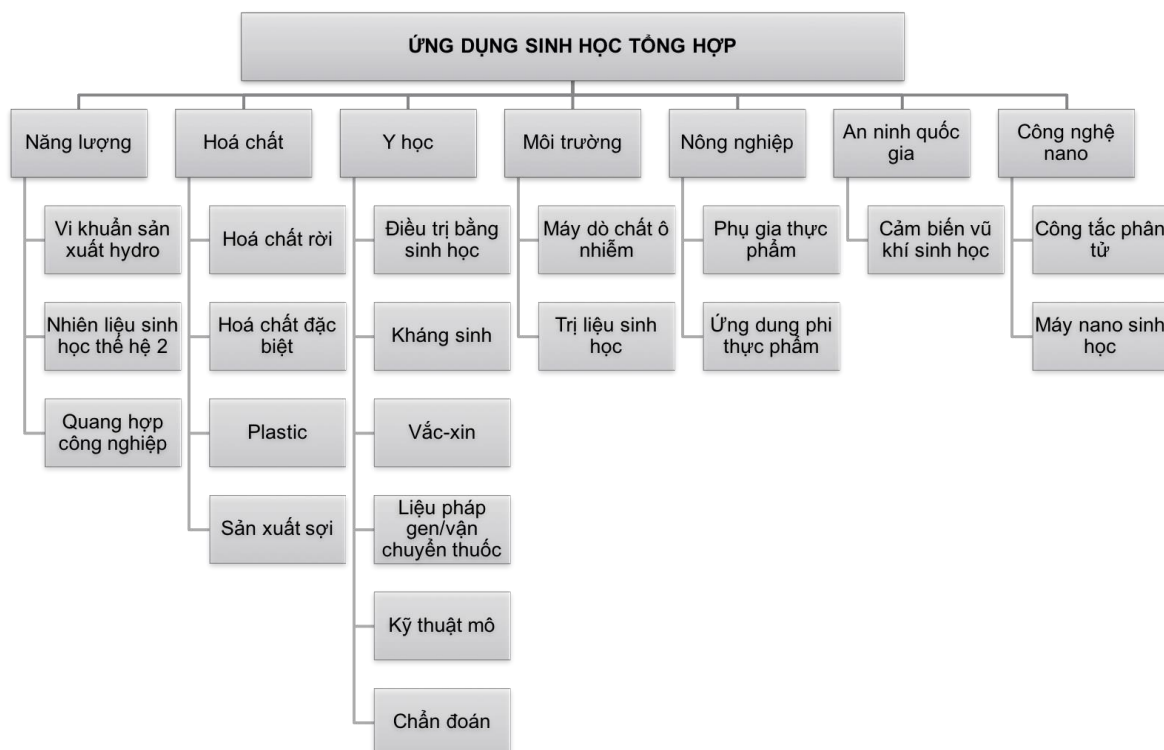 ỨNG DỤNG SINH HỌC TỔNG HỢP
Năng lượng
Vi khuẩn sản
xuất hydro
Nhiên liệu sinh
học thế hệ 2
Quang hợp
công nghiệp
Hoá chất
Hoá chất rời
Hoá chất đặc
biệt
Plastic
Sản xuất sợi
Y học
Điều trị bằng
sinh học
Kháng sinh
Vắc-xin
Liệu pháp
gen/vận
chuyển thuốc
Kỹ thuật mô
Chẩn đoán
Môi trường
Máy dò chất ô
nhiễm
Trị liệu sinh
học
Nông nghiệp
Phụ gia thực
phẩm
Ứng dung phi
thực phẩm
An ninh quốc
gia
Cảm biến vũ
khí sinh học
Công nghệ
nano
Công tắc phân
tử
Máy nano sinh
học